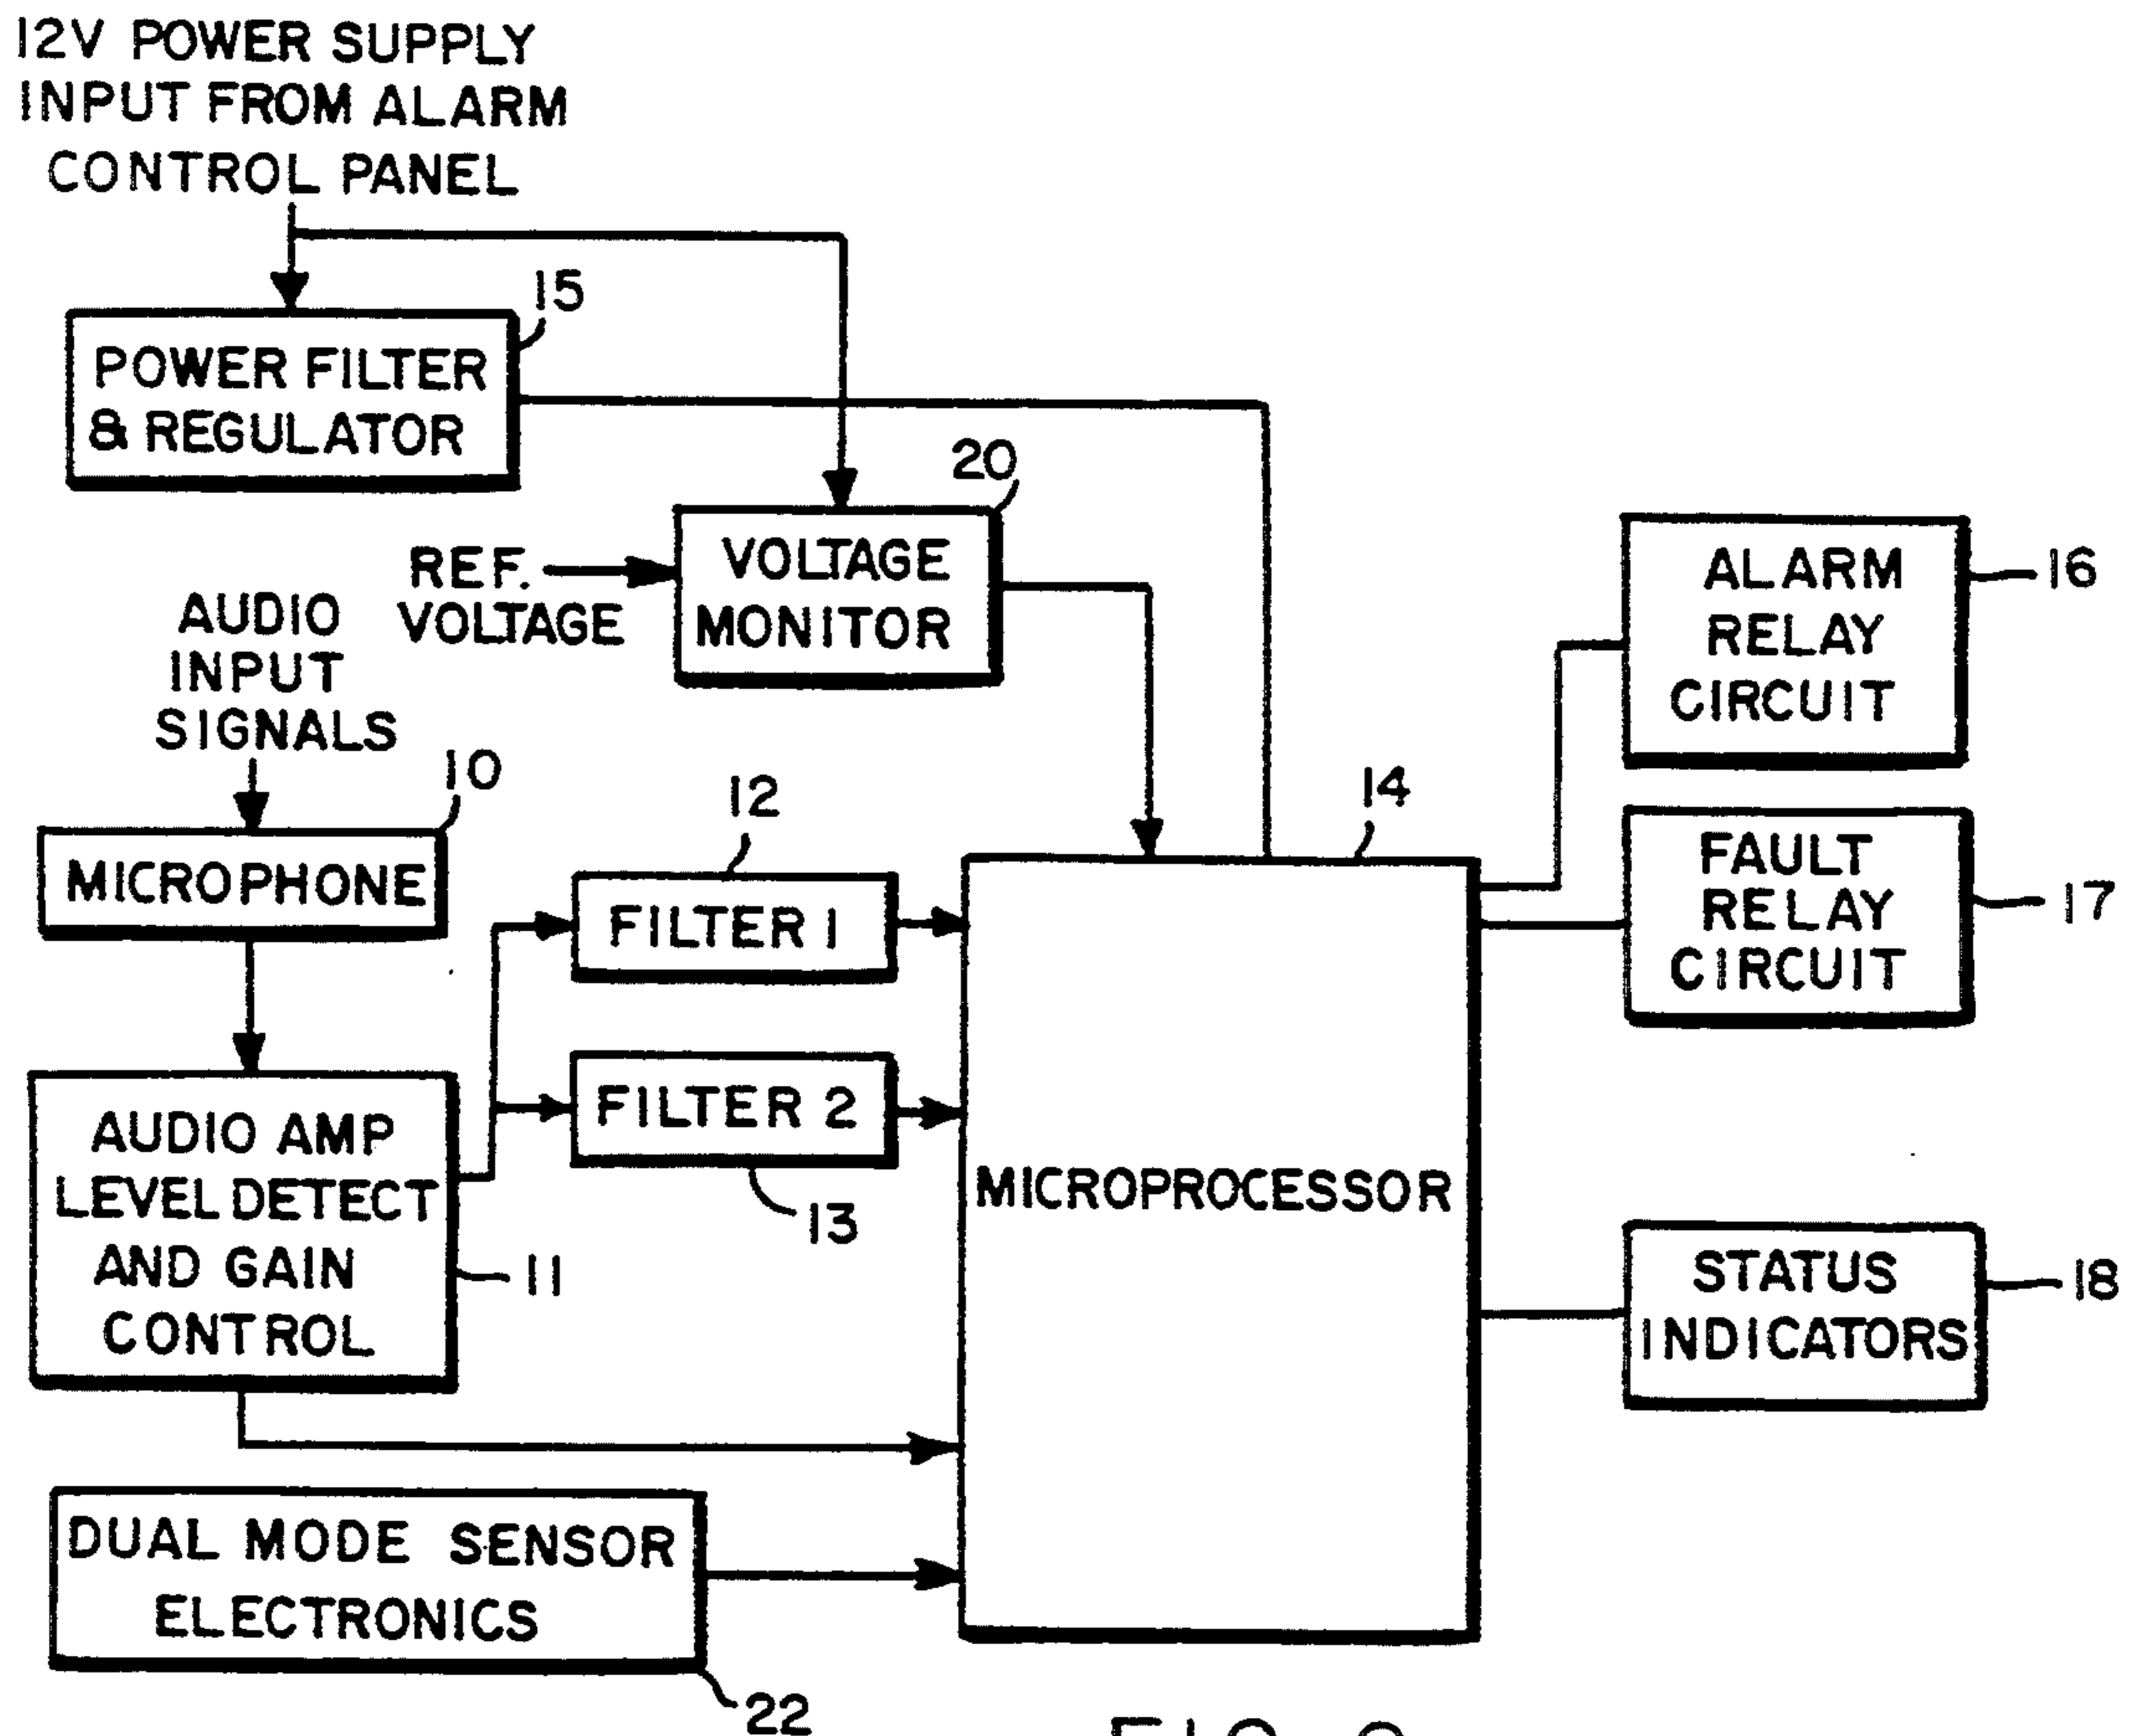 12V POWER SUPPLY
INPUT FROM ALARM
CONTROL PANEL
15
POWER FILTER
& REGULATOR
20
REF.
VOLTAGE
VOLTAGE
MONITOR
AUDIO
INPUT
SIGNALS
10
MICROPHONE
12
FILTER 1
FILTER 2
13
AUDIO AMP
LEVEL DETECT
AND GAIN
CONTROL
11
14
MICROPROCESSOR
ALARM
RELAY
CIRCUIT
16
FAULT
RELAY
CIRCUIT
17
STATUS
INDICATORS
18
DUAL MODE SENSOR
ELECTRONICS
22